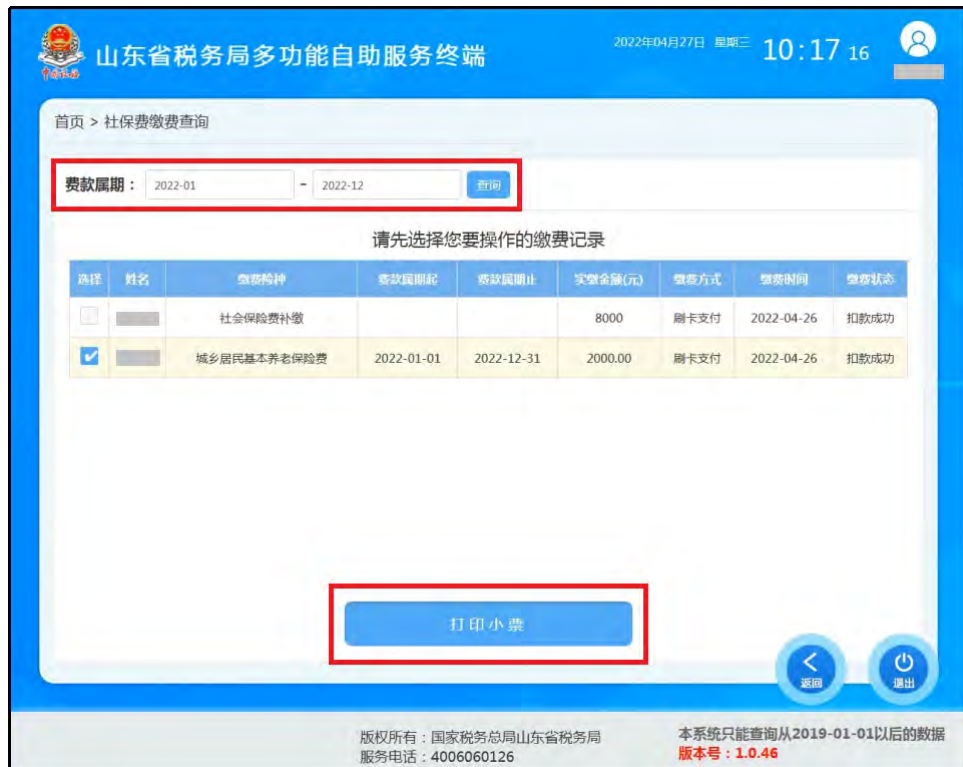 山东省税务局多功能自助服务终端
2022年04月27日 星期三 10:17 16
首页 > 社保费缴费查询
费款属期： 2022-01 - 2022-12 查询
请先选择您要操作的缴费记录
选择 姓名 缴费险种 费款属期起 费款属期止 实缴金额(元) 缴费方式 缴费时间 缴费状态
社会保险费补缴 8000 刷卡支付 2022-04-26 扣款成功
城乡居民基本养老保险费 2022-01-01 2022-12-31 2000.00 刷卡支付 2022-04-26 扣款成功
打印小票
返回 退出
版权所有：国家税务总局山东省税务局
服务电话：4006060126
本系统只能查询从2019-01-01以后的数据
版本号：1.0.46